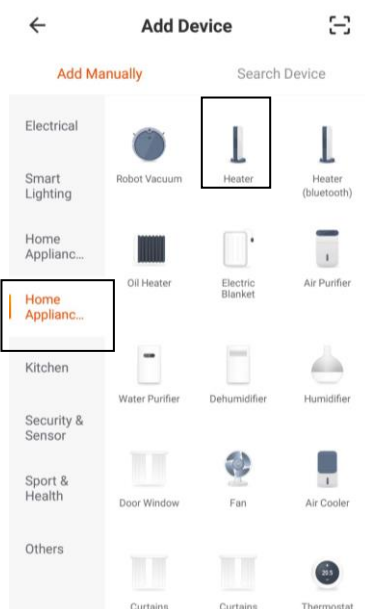 Add Device
Add Manually
Search Device
Electrical
Smart
Lighting
Home
Applianc...
Home
Applianc...
Kitchen
Security &
Sensor
Sport &
Health
Others
Robot Vacuum
Heater
Heater
(bluetooth)
Oil Heater
Electric
Blanket
Air Purifier
Water Purifier
Dehumidifier
Humidifier
Door Window
Fan
Air Cooler
Curtains
Curtains
Thermostat